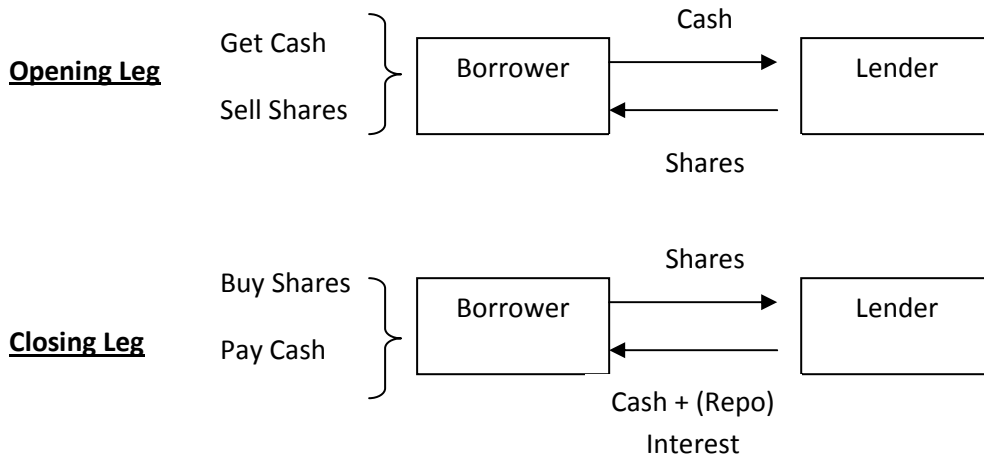 Opening Leg
Get Cash
Sell Shares
Borrower
Cash
Shares
Lender
Closing Leg
Buy Shares
Pay Cash
Borrower
Shares
Cash + (Repo)
Interest
Lender